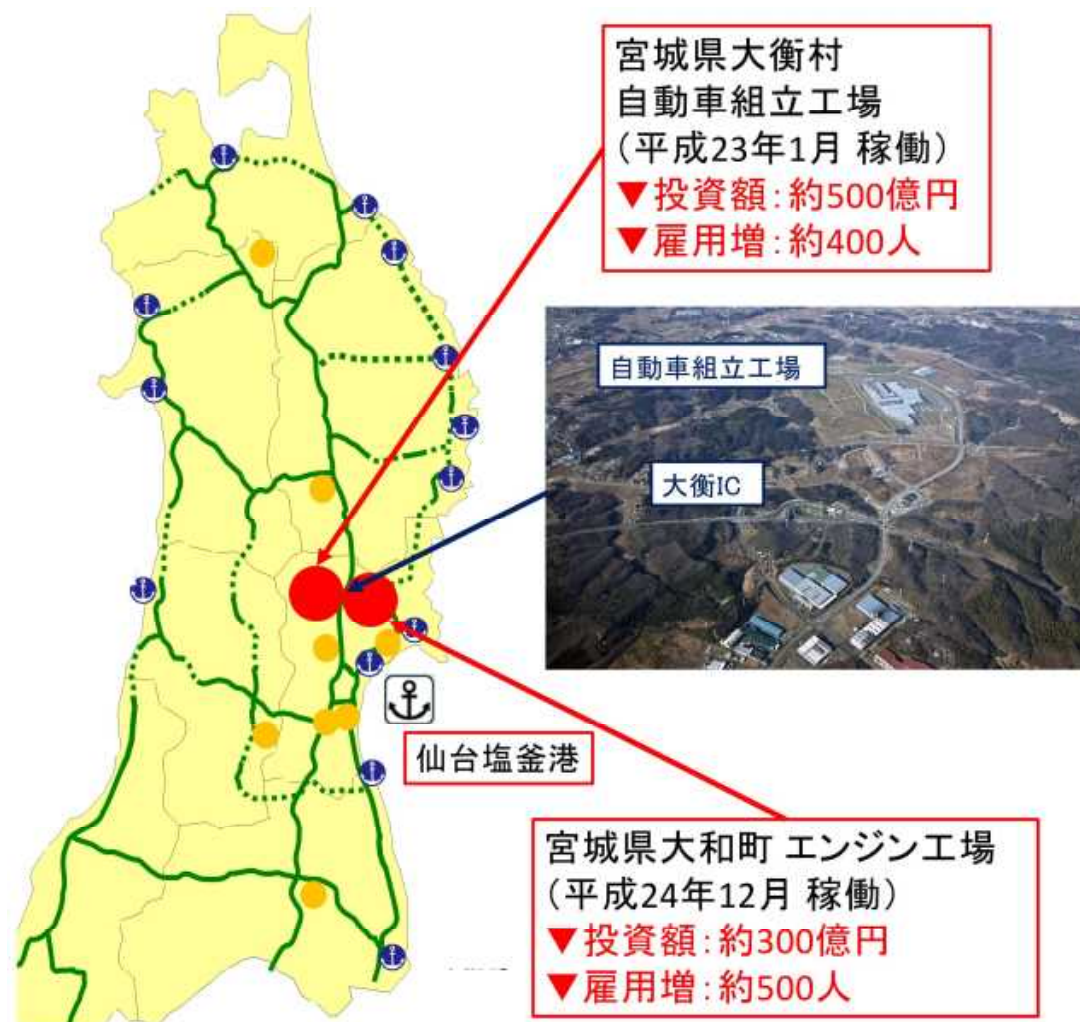 宮城県大衡村
自動車組立工場
（平成23年1月 稼働）
▼投資額：約500億円
▼雇用増：約400人
自動車組立工場
大衡IC
仙台塩釜港
宮城県大和町 エンジン工場
（平成24年12月 稼働）
▼投資額：約300億円
▼雇用増：約500人